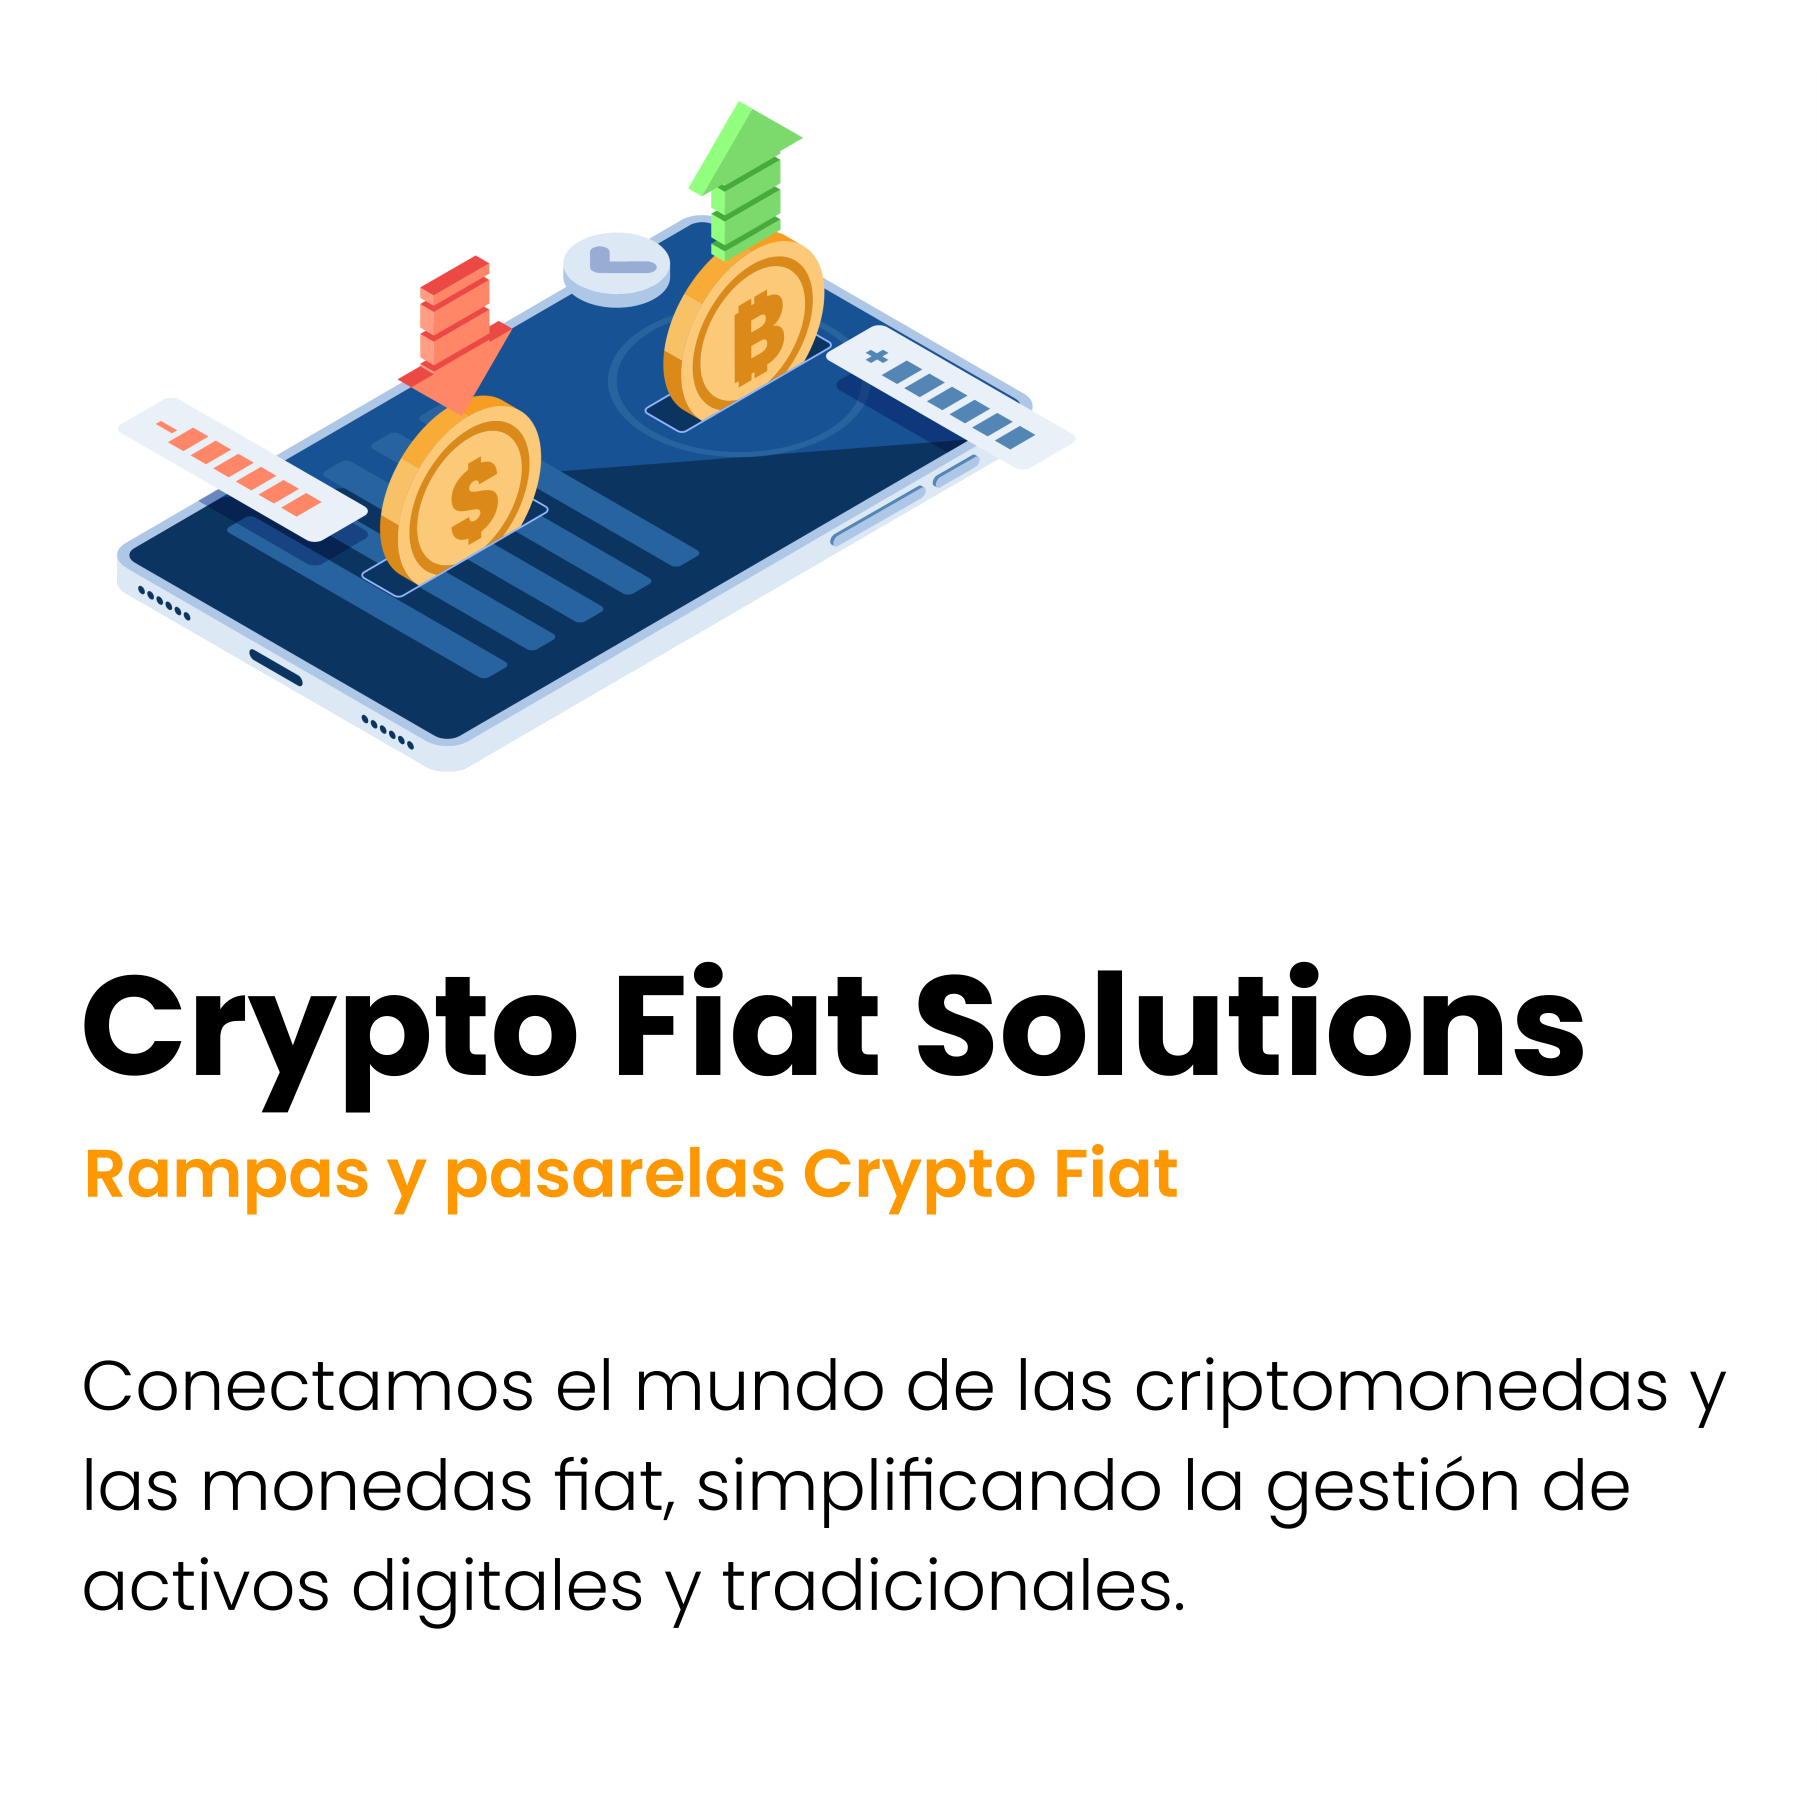 Crypto Fiat Solutions
Rampas y pasarelas Crypto Fiat
Conectamos el mundo de las criptomonedas y
las monedas fiat, simplificando la gestión de
activos digitales y tradicionales.